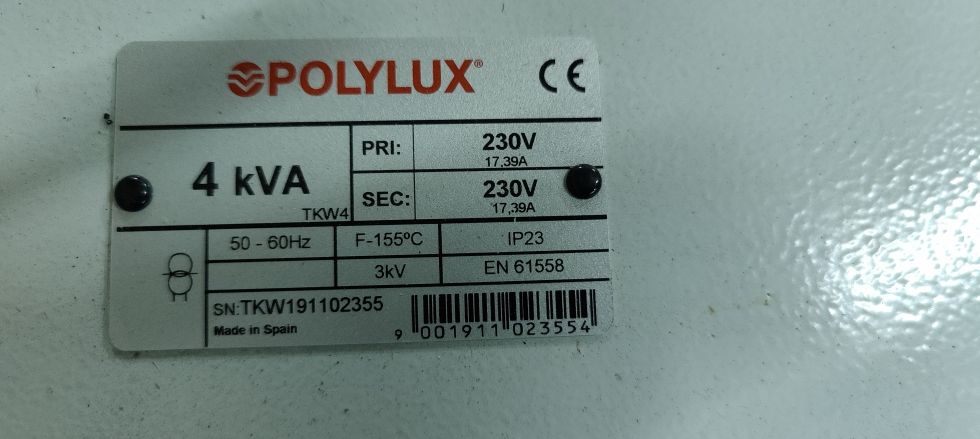 POLYLUX® CE
4 kVA
TKW4
PRI: 230V
17,39A
SEC: 230V
17,39A
50 - 60Hz F-155ºC IP23
3kV EN 61558
SN:TKW191102355
Made in Spain
9 001911 023554